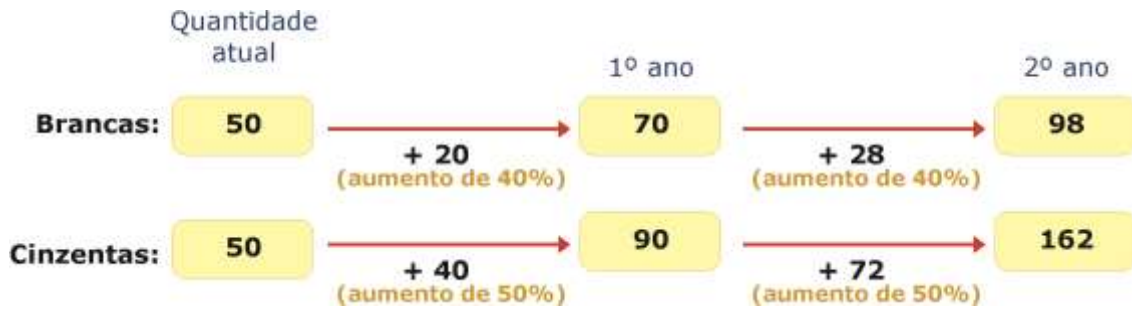 Quantidade
atual
1º ano
2º ano
Brancas: 50 70 98
+ 20 + 28
(aumento de 40%) (aumento de 40%)
Cinzentas: 50 90 162
+ 40 + 72
(aumento de 50%) (aumento de 50%)